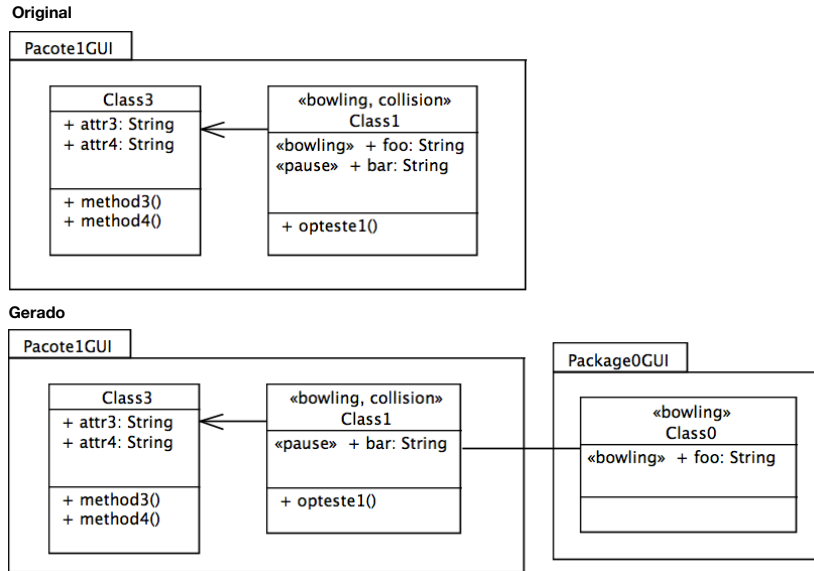 Original
Pacote1GUI
Class3
+ attr3: String
+ attr4: String
+ method3()
+ method4()
«bowling, collision»
Class1
«bowling» + foo: String
«pause» + bar: String
+ opteste1()
Gerado
Pacote1GUI
Class3
+ attr3: String
+ attr4: String
+ method3()
+ method4()
«bowling, collision»
Class1
«pause» + bar: String
+ opteste1()
Package0GUI
«bowling»
Class0
«bowling» + foo: String